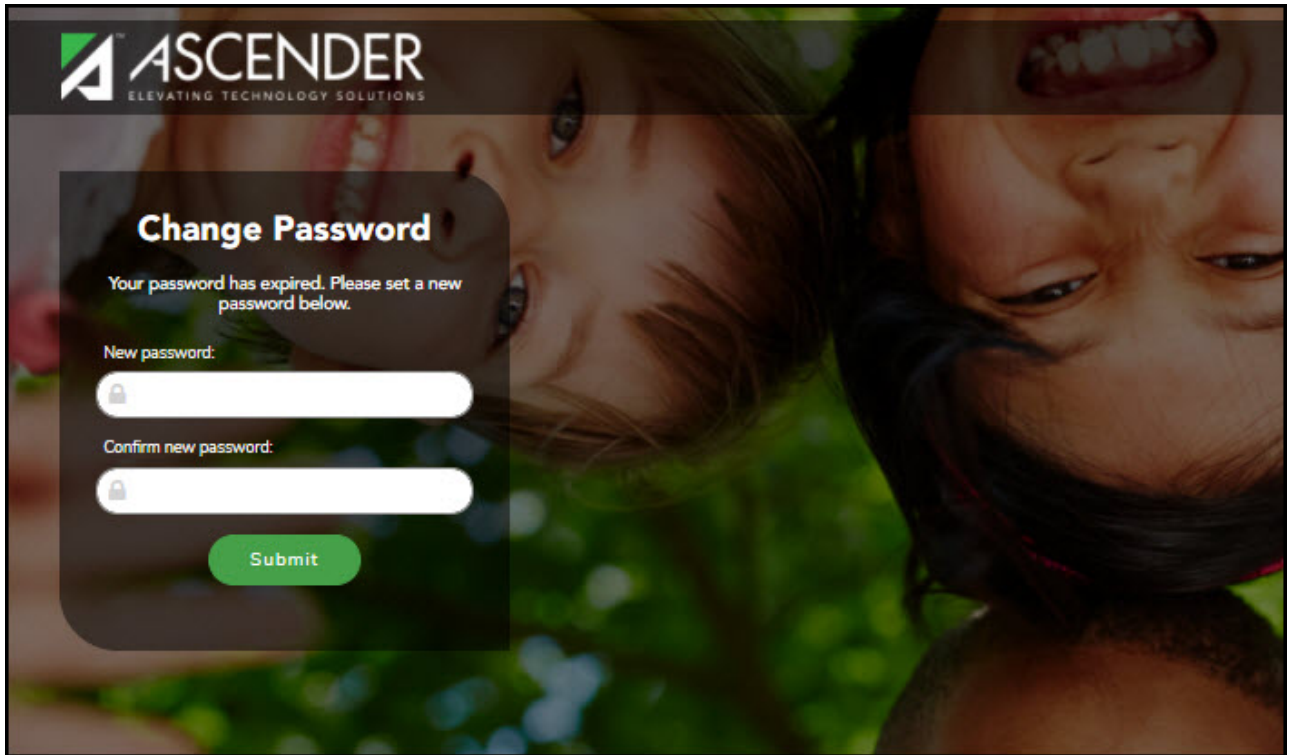 ASCENDER
ELEVATING TECHNOLOGY SOLUTIONS
Change Password
Your password has expired. Please set a new
password below.
New password:
Confirm new password:
Submit